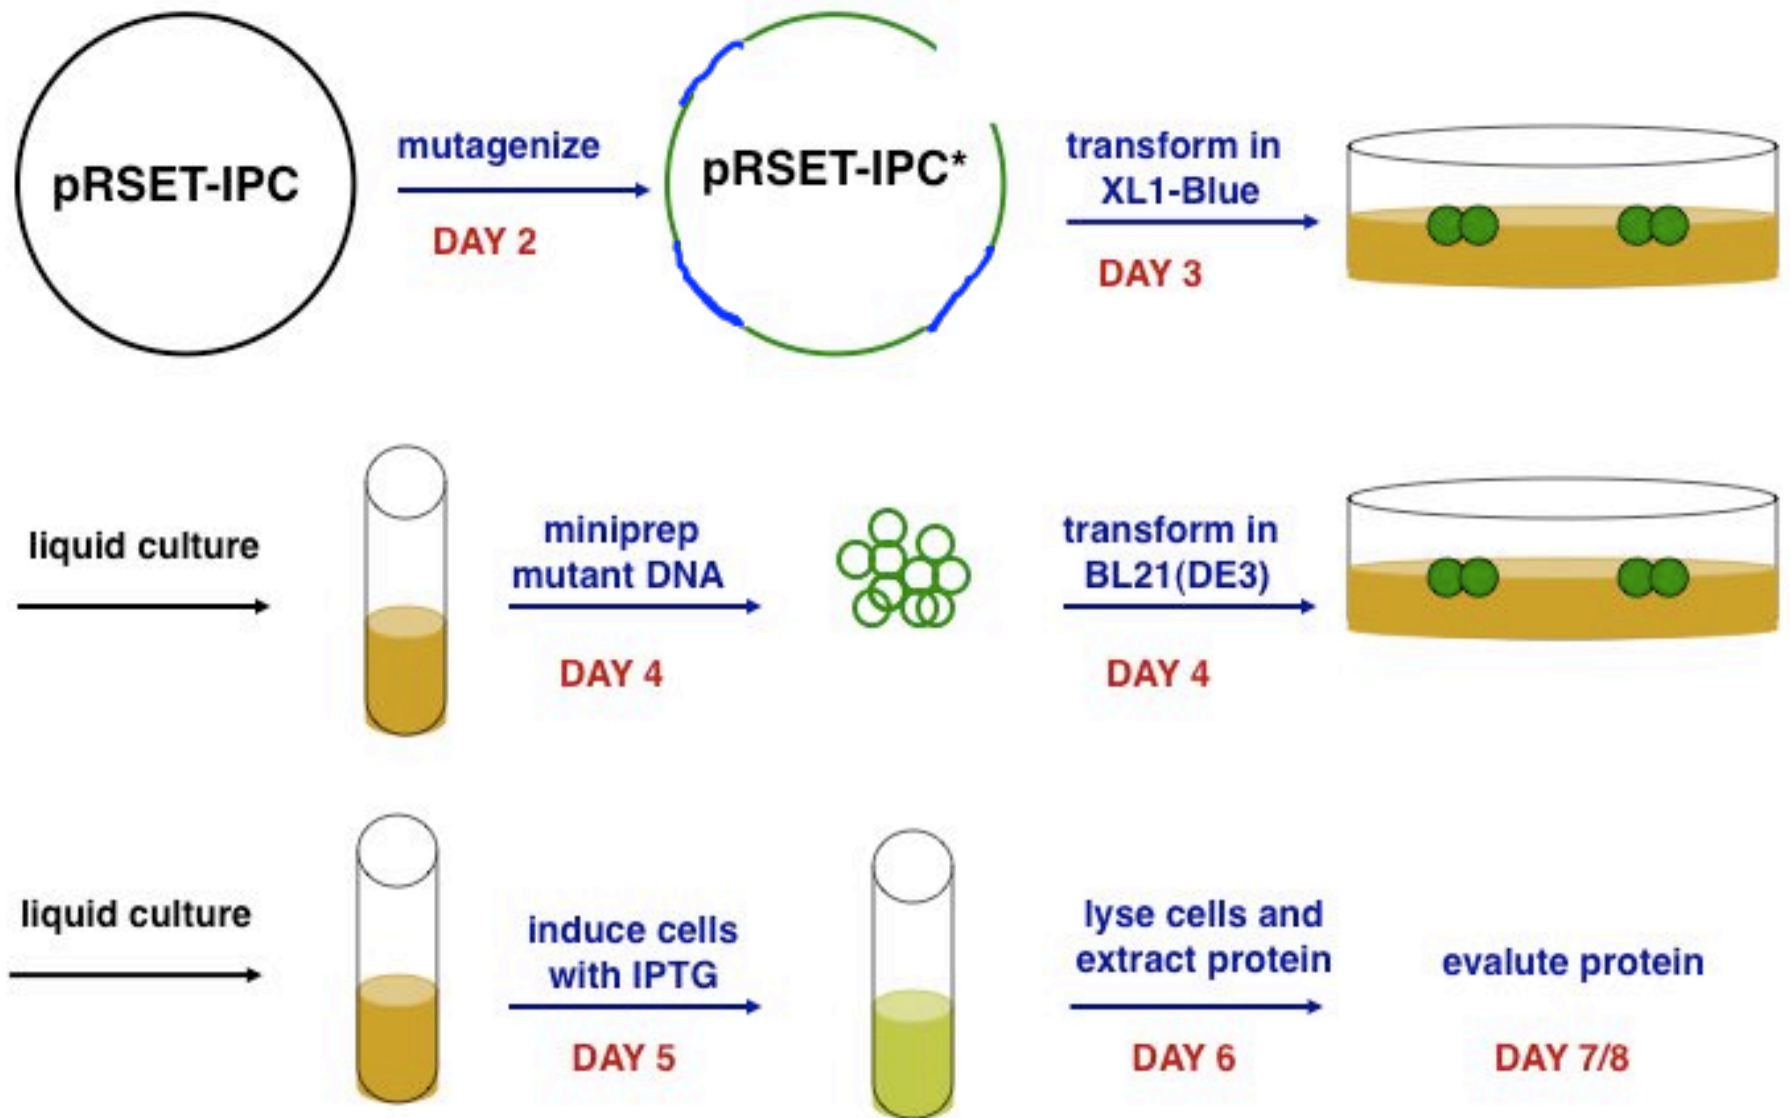 pRSET-IPC
mutagenize
DAY 2
pRSET-IPC*
transform in
XL1-Blue
DAY 3
liquid culture
miniprep
mutant DNA
DAY 4
transform in
BL21(DE3)
DAY 4
liquid culture
induce cells
with IPTG
DAY 5
lyse cells and
extract protein
DAY 6
evalute protein
DAY 7/8